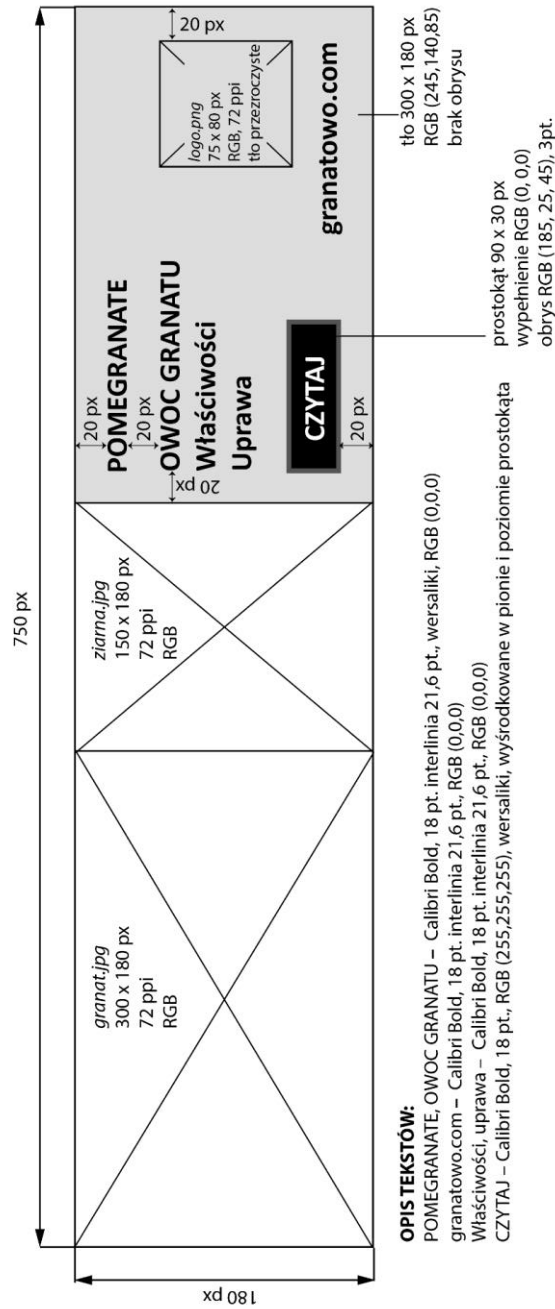 750 px
180 px
granat.jpg
300 x 180 px
72 ppi
RGB
ziarna.jpg
150 x 180 px
72 ppi
RGB
20 px
POMEGRANATE
20 px
OWOC GRANATU
20 px
Właściwości
Uprawa
CZYTAJ
20 px
20 px
logo.png
75 x 80 px
RGB, 72 ppi
tło przezroczyste
granatowo.com
tło 300 x 180 px
RGB (245,140,85)
brak obrysu
prostokąt 90 x 30 px
wypełnienie RGB (0, 0,0)
obrys RGB (185, 25, 45), 3pt.
OPIS TEKSTÓW:
POMEGRANATE, OWOC GRANATU – Calibri Bold, 18 pt. interlinia 21,6 pt., wersaliki, RGB (0,0,0)
granatowo.com – Calibri Bold, 18 pt. interlinia 21,6 pt., RGB (0,0,0)
Właściwości, uprawa – Calibri Bold, 18 pt. interlinia 21,6 pt., RGB (0,0,0)
CZYTAJ – Calibri Bold, 18 pt., RGB (255,255,255), wersaliki, wyśrodkowane w pionie i poziomie prostokąta